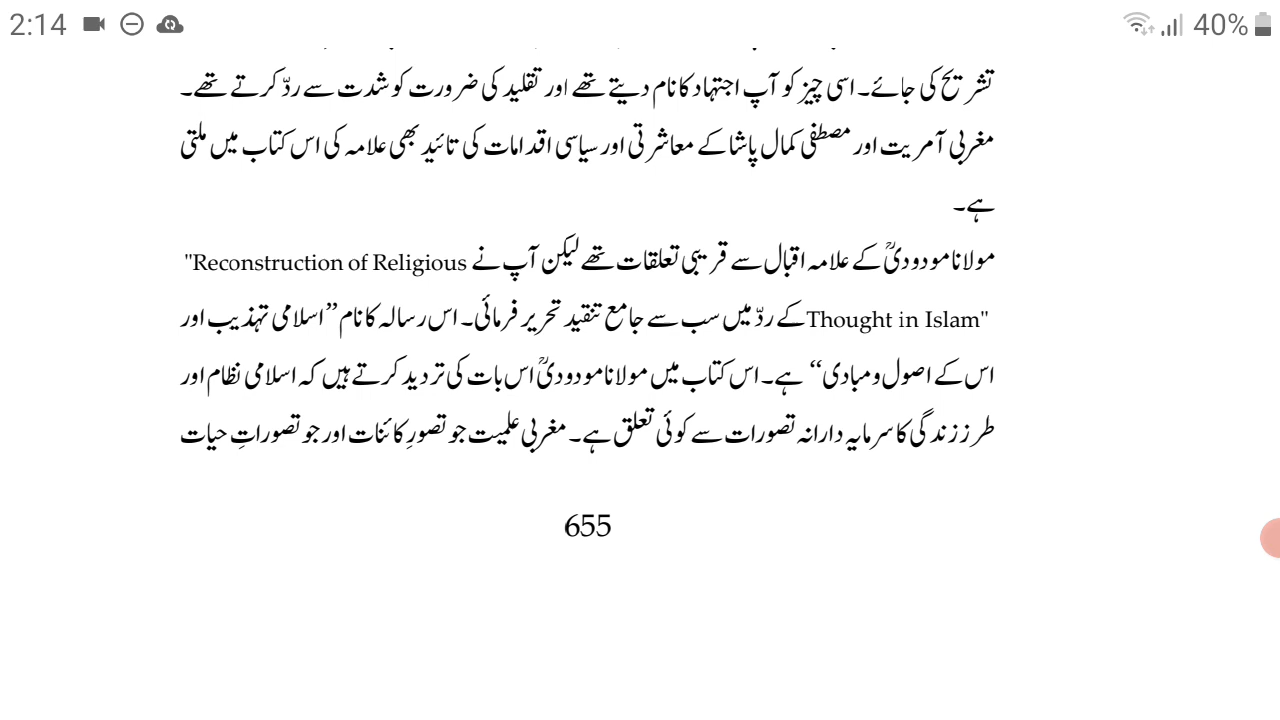 2:14 40%
تشریح کی جائے۔ اسی چیز کو آپ اجتہاد کا نام دیتے تھے اور تقلید کی ضرورت کو شدت سے ردّ کرتے تھے۔
مغربی آمریت اور مصطفی کمال پاشا کے معاشرتی اور سیاسی اقدامات کی تائید بھی علامہ کی اس کتاب میں ملتی
ہے۔
مولانا مودودیؒ کے علامہ اقبال سے قریبی تعلقات تھے لیکن آپ نے "Reconstruction of Religious
Thought in Islam" کے ردّ میں سب سے جامع تنقید تحریر فرمائی۔ اس رسالہ کا نام ”اسلامی تہذیب اور
اس کے اصول و مبادی“ ہے۔ اس کتاب میں مولانا مودودیؒ اس بات کی تردید کرتے ہیں کہ اسلامی نظام اور
طرز زندگی کا سرمایہ دارانہ تصورات سے کوئی تعلق ہے۔ مغربی علمیت جو تصورِ کائنات اور جو تصوراتِ حیات
655